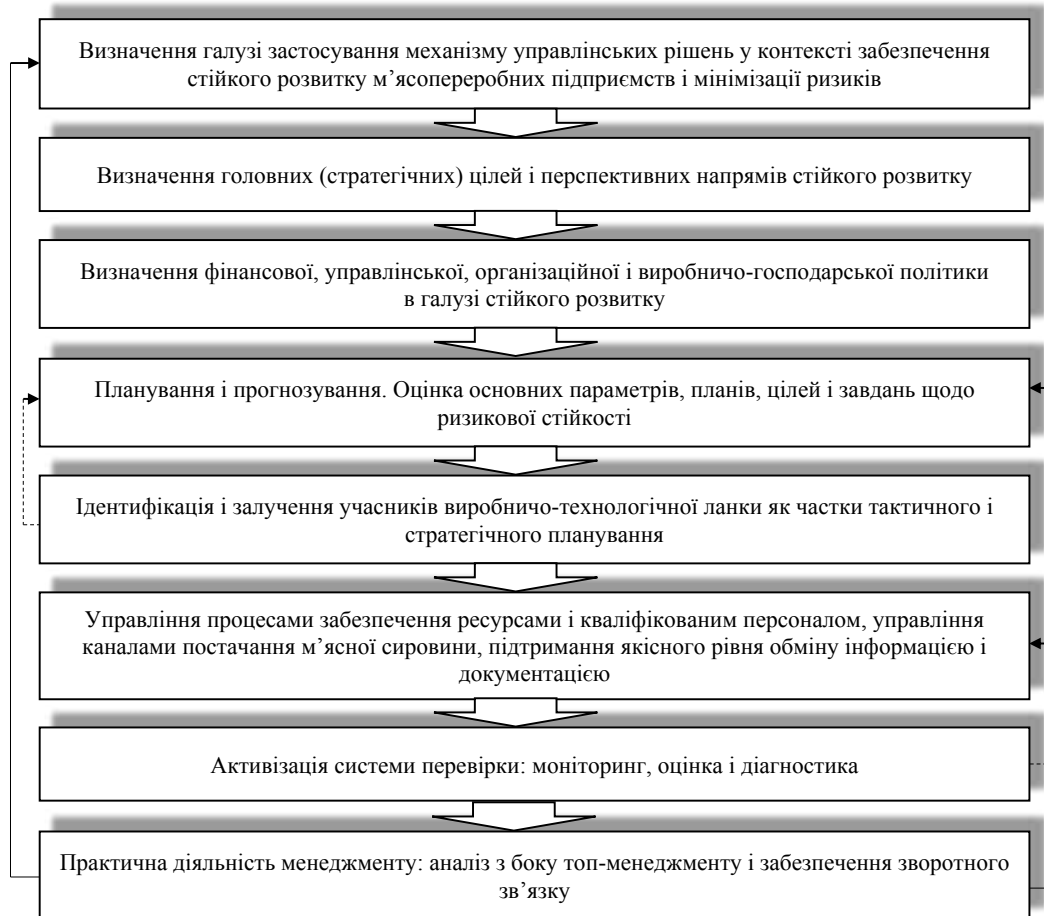 Визначення галузі застосування механізму управлінських рішень у контексті забезпечення
стійкого розвитку м’ясопереробних підприємств і мінімізації ризиків
Визначення головних (стратегічних) цілей і перспективних напрямів стійкого розвитку
Визначення фінансової, управлінської, організаційної і виробничо-господарської політики
в галузі стійкого розвитку
Планування і прогнозування. Оцінка основних параметрів, планів, цілей і завдань щодо
ризикової стійкості
Ідентифікація і залучення учасників виробничо-технологічної ланки як частки тактичного і
стратегічного планування
Управління процесами забезпечення ресурсами і кваліфікованим персоналом, управління
каналами постачання м’ясної сировини, підтримання якісного рівня обміну інформацією і
документацією
Активізація системи перевірки: моніторинг, оцінка і діагностика
Практична діяльність менеджменту: аналіз з боку топ-менеджменту і забезпечення зворотного
зв’язку